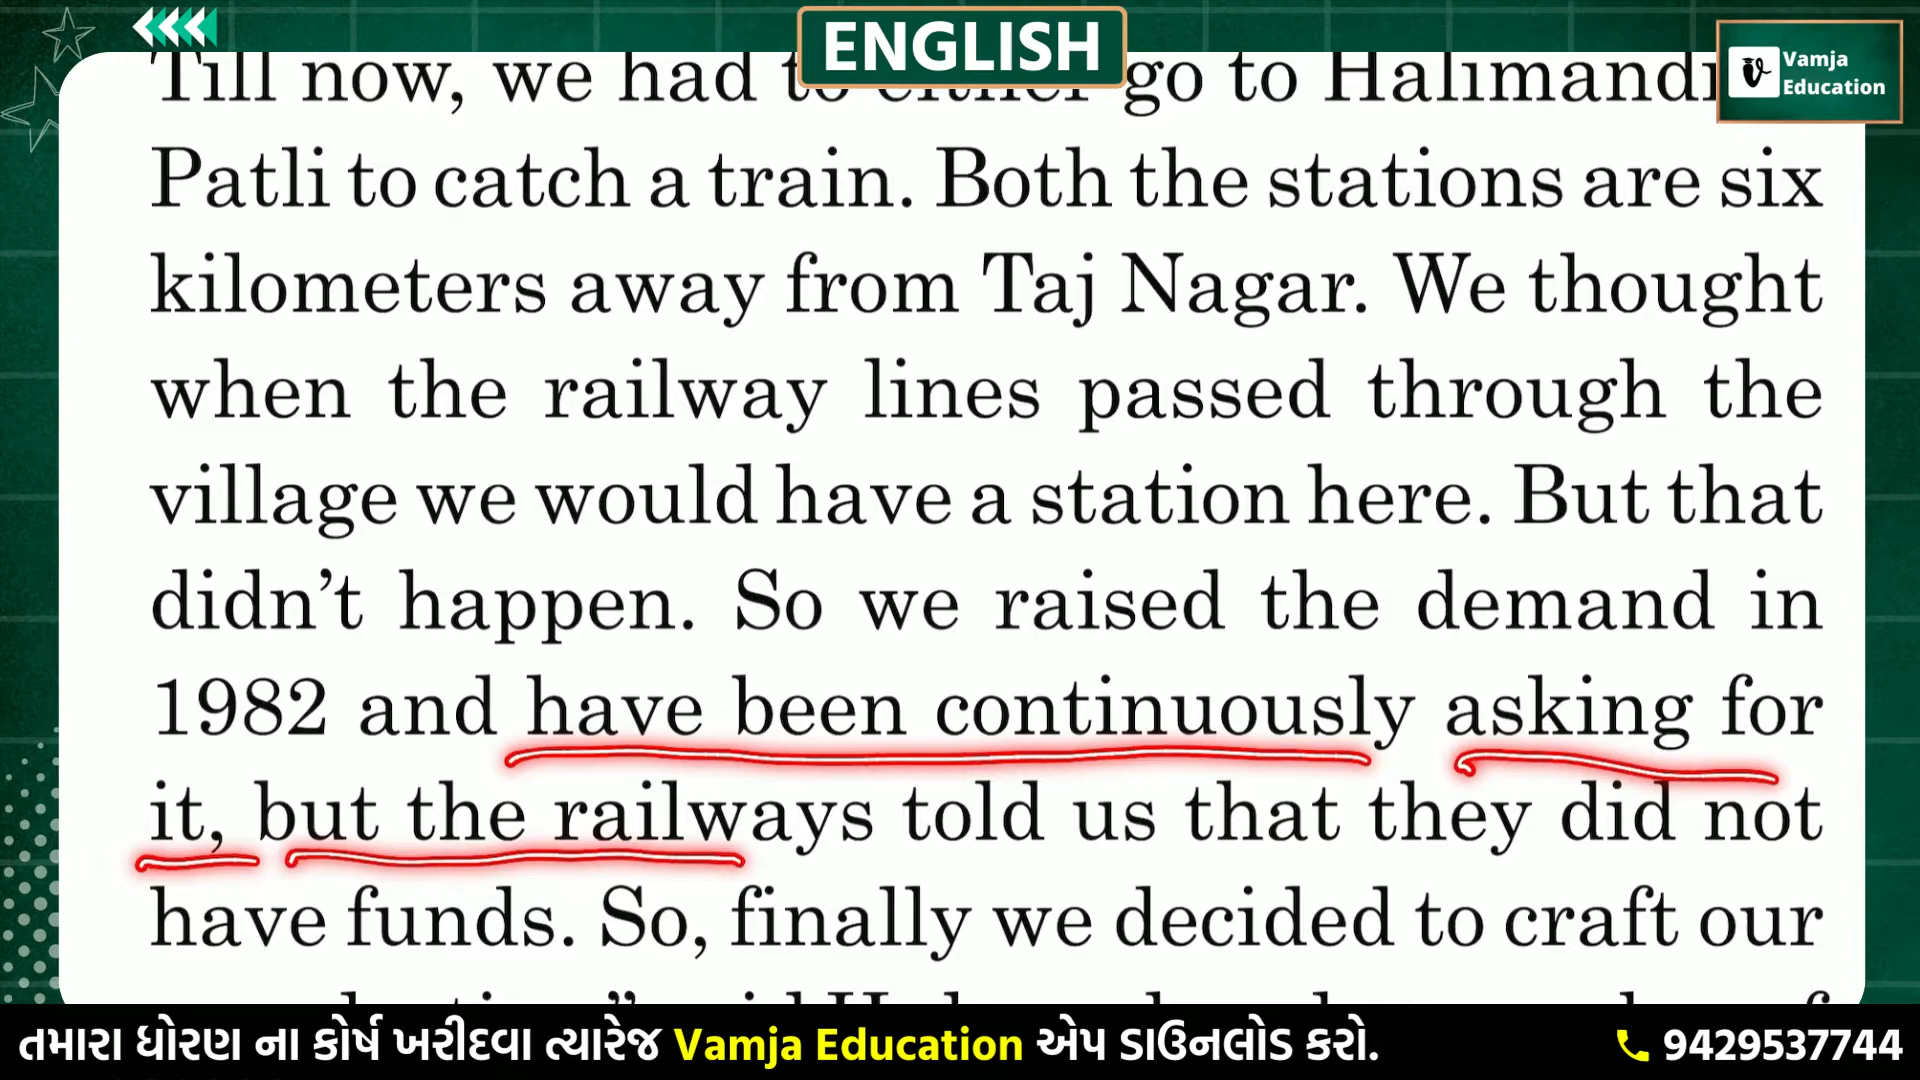 ENGLISH
Vamja
Education
Till now, we had to either go to Halimandi
Patli to catch a train. Both the stations are six
kilometers away from Taj Nagar. We thought
when the railway lines passed through the
village we would have a station here. But that
didn’t happen. So we raised the demand in
1982 and have been continuously asking for
it, but the railways told us that they did not
have funds. So, finally we decided to craft our
તમારા ધોરણ ના કોર્ષ ખરીદવા ત્યારેજ Vamja Education એપ ડાઉનલોડ કરો.
9429537744